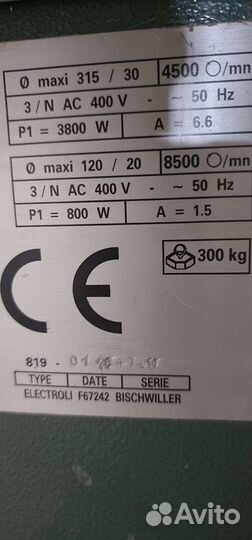 Ø maxi 315 / 30 4500 ○/mn
3 / N AC 400 V - ~ 50 Hz
P1 = 3800 W A = 6.6
Ø maxi 120 / 20 8500 ○/mn
3 / N AC 400 V - ~ 50 Hz
P1 = 800 W A = 1.5
CE
300 kg
819 -
TYPE DATE SERIE
ELECTROLI F67242 BISCHWILLER
Avito